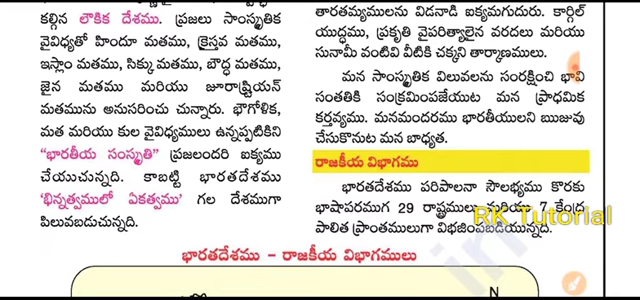 కల్గిన లౌకిక దేశము. ప్రజలు సాంస్కృతిక
వైవిధ్యతో హిందూ మతము, క్రైస్తవ మతము,
ఇస్లాం మతము, సిక్కు మతము, బౌద్ధ మతము,
జైన మతము మరియు జూరాష్ట్రియన్
మతమును అనుసరించు చున్నారు. భౌగోళిక,
మత మరియు కుల వైవిధ్యములు ఉన్నప్పటికిని
“భారతీయ సంస్కృతి” ప్రజలందరి ఐక్యము
చేయుచున్నది. కాబట్టి భారతదేశము
‘భిన్నత్వములో ఏకత్వము’ గల దేశముగా
పిలువబడుచున్నది.
తారతమ్యములను విడనాడి ఐక్యమగుదురు. కార్గిల్
యుద్ధము, ప్రకృతి వైపరిత్యాలైన వరదలు మరియు
సునామీ వంటివి వీటికి చక్కని తార్కాణములు.
మన సాంస్కృతిక విలువలను సంరక్షించి భావి
సంతతికి సంక్రమింపజేయుట మన ప్రాధమిక
కర్తవ్యము. మనమందరము భారతీయులని ఋజువు
చేసుకొనుట మన బాధ్యత.
రాజకీయ విభాగము
భారతదేశము పరిపాలనా సౌలభ్యము కొరకు
భాషాపరముగ 29 రాష్ట్రములు మరియు 7 కేంద్ర
పాలిత ప్రాంతములుగా విభజింపబడియున్నది.
RK Tutorial
భారతదేశము – రాజకీయ విభాగములు
N